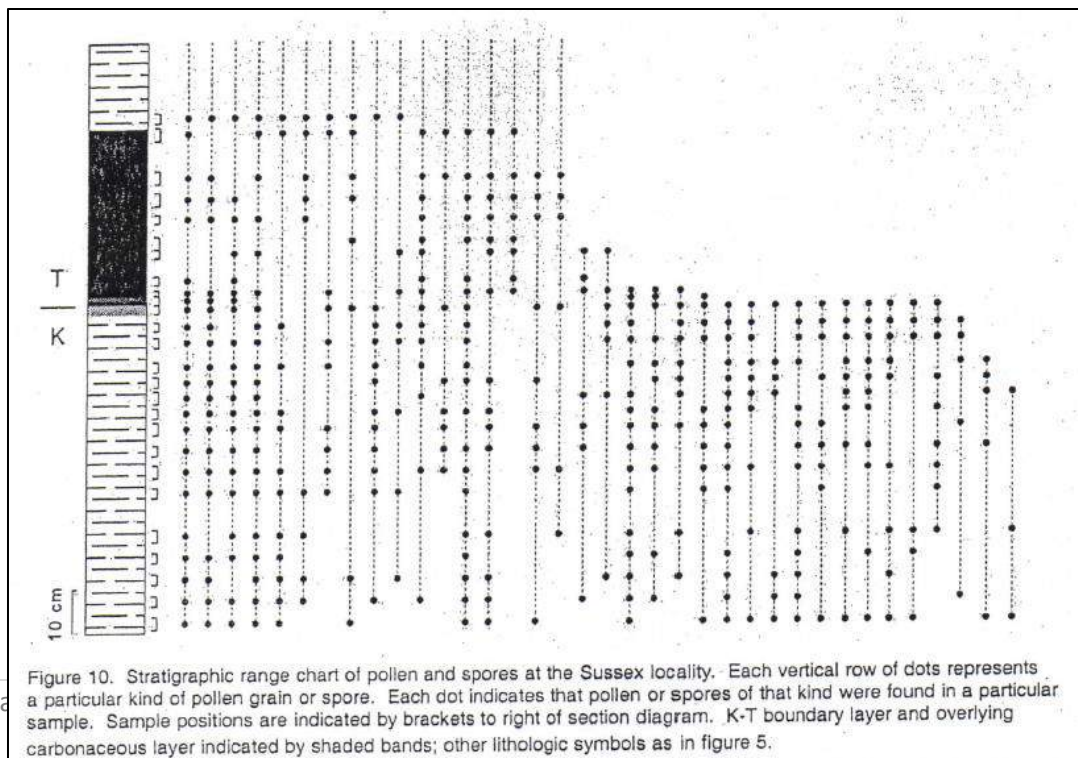 T
K
10 cm
Figure 10. Stratigraphic range chart of pollen and spores at the Sussex locality. Each vertical row of dots represents
a particular kind of pollen grain or spore. Each dot indicates that pollen or spores of that kind were found in a particular
sample. Sample positions are indicated by brackets to right of section diagram. K-T boundary layer and overlying
carbonaceous layer indicated by shaded bands; other lithologic symbols as in figure 5.